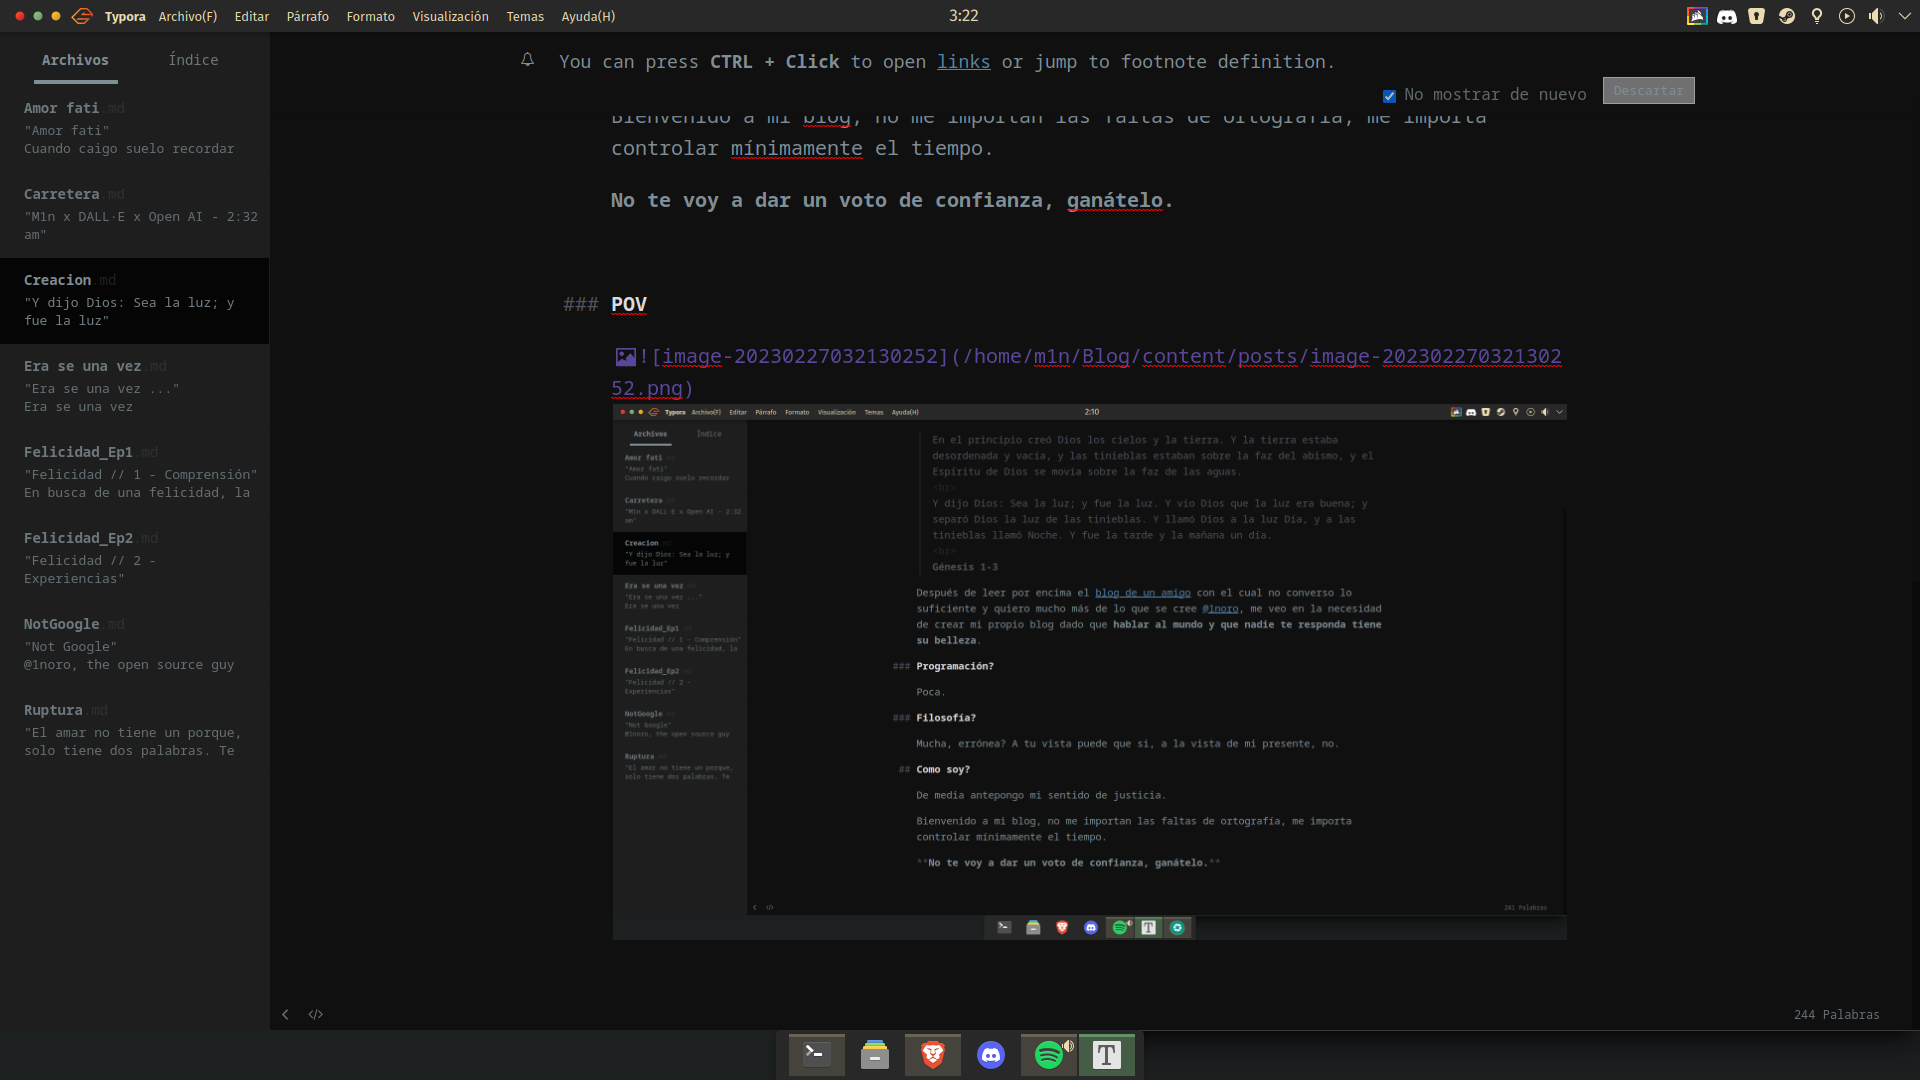 Typora Archivo(F) Editar Párrafo Formato Visualización Temas Ayuda(H)
3:22
Archivos Índice
Amor fati.md
"Amor fati"
Cuando caigo suelo recordar
Carretera.md
"M1n x DALL·E x Open AI - 2:32
am"
Creacion.md
"Y dijo Dios: Sea la luz; y
fue la luz"
Era se una vez.md
"Era se una vez ..."
Era se una vez
Felicidad_Ep1.md
"Felicidad // 1 - Comprensión"
En busca de una felicidad, la
Felicidad_Ep2.md
"Felicidad // 2 -
Experiencias"
NotGoogle.md
"Not Google"
@1noro, the open source guy
Ruptura.md
"El amar no tiene un porque,
solo tiene dos palabras. Te
You can press CTRL + Click to open links or jump to footnote definition.
No mostrar de nuevo Descartar
Bienvenido a mi blog, no me importan las faltas de ortografía, me importa
controlar mínimamente el tiempo.
No te voy a dar un voto de confianza, ganátelo.
### POV
![image-20230227032130252](/home/m1n/Blog/content/posts/image-202302270321302
52.png)
Typora Archivo(F) Editar Párrafo Formato Visualización Temas Ayuda(H)
2:10
Archivos Índice
Amor fati.md
"Amor fati"
Cuando caigo suelo recordar
Carretera.md
"M1n x DALL·E x Open AI - 2:32
am"
Creacion.md
"Y dijo Dios: Sea la luz; y
fue la luz"
Era se una vez.md
"Era se una vez ..."
Era se una vez
Felicidad_Ep1.md
"Felicidad // 1 - Comprensión"
En busca de una felicidad, la
Felicidad_Ep2.md
"Felicidad // 2 -
Experiencias"
NotGoogle.md
"Not Google"
@1noro, the open source guy
Ruptura.md
"El amar no tiene un porque,
solo tiene dos palabras. Te
En el principio creó Dios los cielos y la tierra. Y la tierra estaba
desordenada y vacía, y las tinieblas estaban sobre la faz del abismo, y el
Espíritu de Dios se movía sobre la faz de las aguas.
<br>
Y dijo Dios: Sea la luz; y fue la luz. Y vio Dios que la luz era buena; y
separó Dios la luz de las tinieblas. Y llamó Dios a la luz Día, y a las
tinieblas llamó Noche. Y fue la tarde y la mañana un día.
<br>
Génesis 1-3
Después de leer por encima el blog de un amigo con el cual no converso lo
suficiente y quiero mucho más de lo que se cree @1noro, me veo en la necesidad
de crear mi propio blog dado que hablar al mundo y que nadie te responda tiene
su belleza.
### Programación?
Poca.
### Filosofía?
Mucha, errónea? A tu vista puede que si, a la vista de mi presente, no.
## Como soy?
De media antepongo mi sentido de justicia.
Bienvenido a mi blog, no me importan las faltas de ortografía, me importa
controlar mínimamente el tiempo.
**No te voy a dar un voto de confianza, ganátelo.**
241 Palabras
244 Palabras